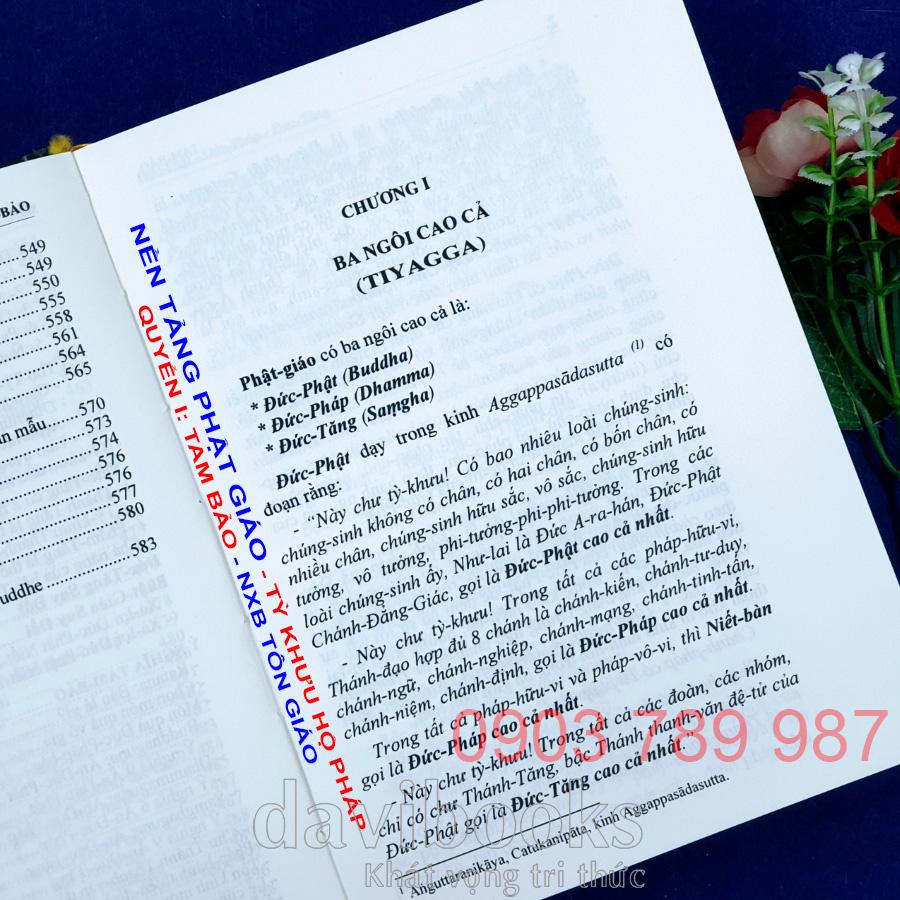 BẢO
549
549
550
555
558
561
564
565
n mẫu.....570
573
574
576
576
577
580
583
uddhe
NỀN TẢNG PHẬT GIÁO - TỲ KHƯU HỘ PHÁP
QUYỂN I: TAM BẢO - NXB TÔN GIÁO
CHƯƠNG I
BA NGÔI CAO CẢ
(TIYAGGA)
Phật-giáo có ba ngôi cao cả là:
* Đức-Phật (Buddha)
* Đức-Pháp (Dhamma)
* Đức-Tăng (Saṃgha)
Đức-Phật dạy trong kinh Aggappasādasutta (1) có
đoạn rằng:
- "Này chư tỳ-khưu! Có bao nhiêu loài chúng-sinh:
chúng-sinh không có chân, có hai chân, có bốn chân, có
nhiều chân, chúng-sinh hữu sắc, vô sắc, chúng-sinh hữu
tưởng, vô tưởng, phi-tưởng-phi-phi-tưởng. Trong các
loài chúng-sinh ấy, Như-lai là Đức A-ra-hán, Đức-Phật
Chánh-Đẳng-Giác, gọi là Đức-Phật cao cả nhất.
- Này chư tỳ-khưu! Trong tất cả các pháp-hữu-vi,
Thánh-đạo hợp đủ 8 chánh là chánh-kiến, chánh-tư-duy,
chánh-ngữ, chánh-nghiệp, chánh-mạng, chánh-tinh-tấn,
chánh-niệm, chánh-định, gọi là Đức-Pháp cao cả nhất.
Trong tất cả pháp-hữu-vi và pháp-vô-vi, thì Niết-bàn
gọi là Đức-Pháp cao cả nhất.
Này chư tỳ-khưu! Trong tất cả các đoàn, các nhóm,
chỉ có chư Thánh-Tăng, bậc Thánh thanh-văn đệ-tử của
Đức-Phật gọi là Đức-Tăng cao cả nhất."
1 Aṅguttaranikāya, Catukanipāta, kinh Aggappasādasutta.
0903 789 987
davibooks
Khát vọng tri thức